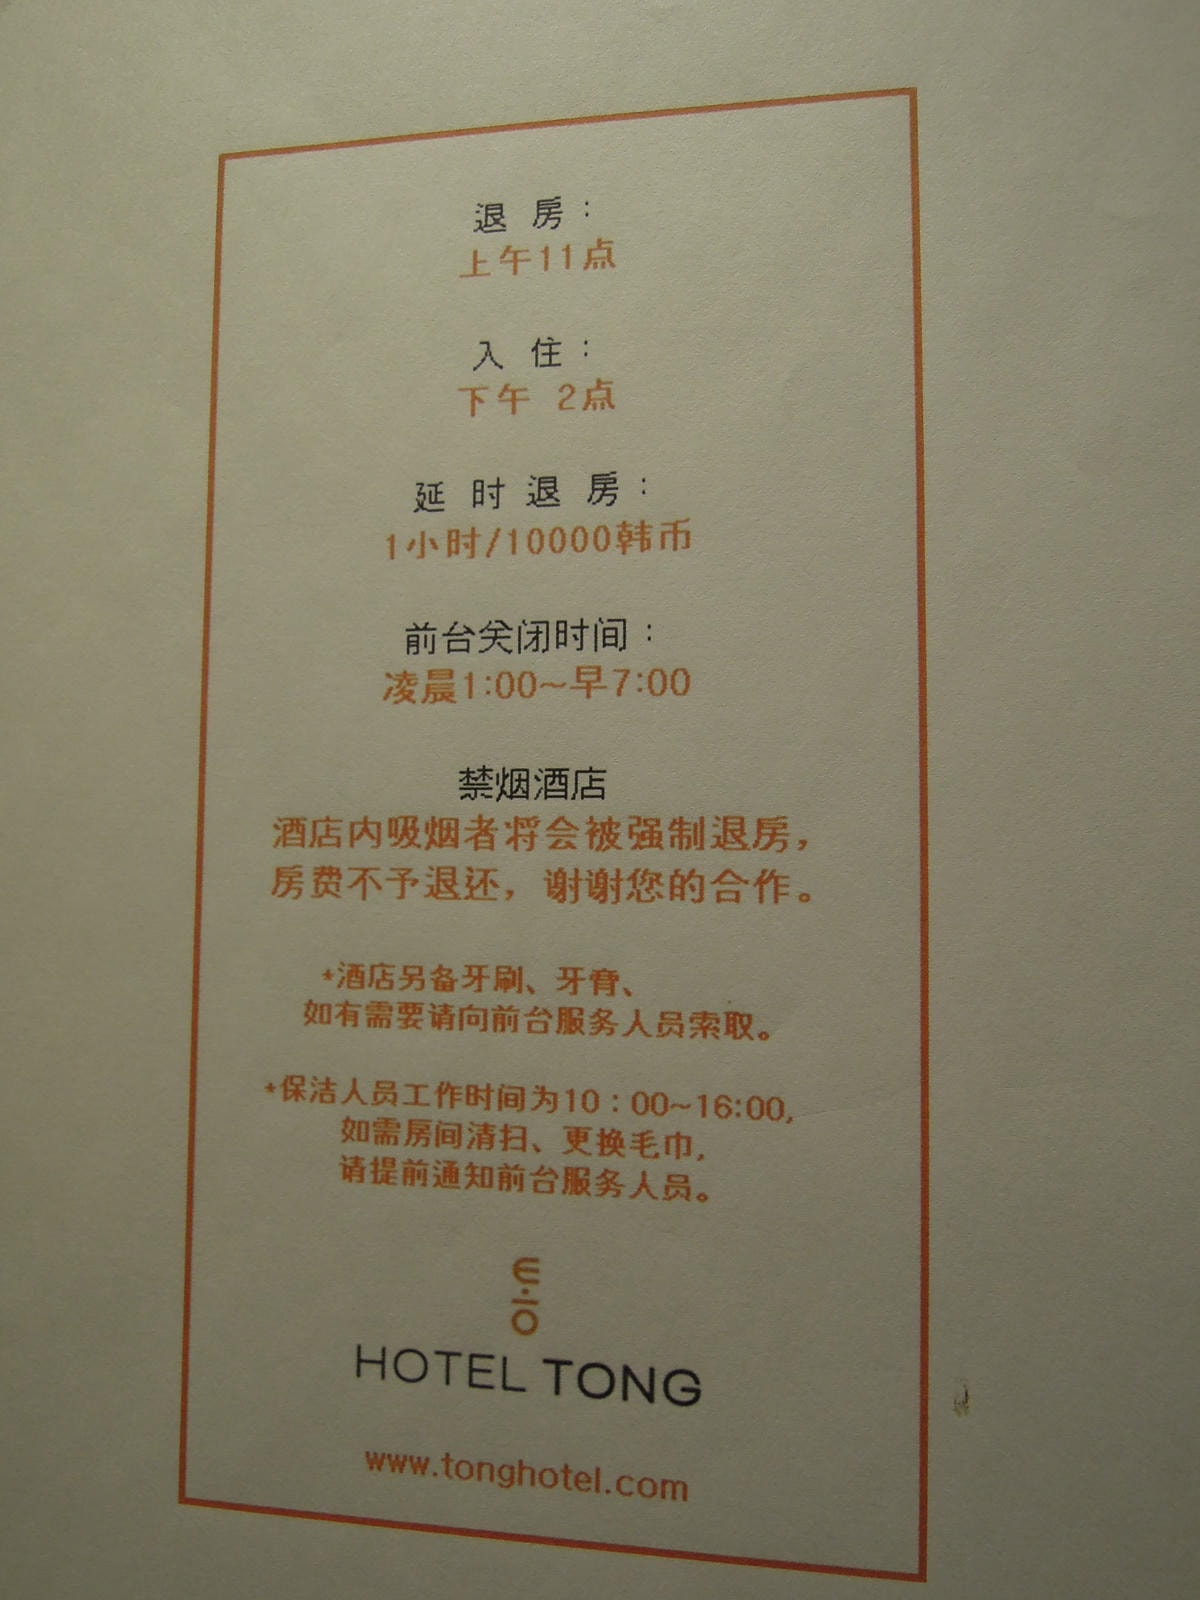 退 房：
上午11点
入 住：
下午 2点
延 时 退 房：
1小时/10000韩币
前台关闭时间：
凌晨1:00~早7:00
禁烟酒店
酒店内吸烟者将会被强制退房，
房费不予退还，谢谢您的合作。
*酒店另备牙刷、牙膏、
如有需要请向前台服务人员索取。
*保洁人员工作时间为10：00~16:00,
如需房间清扫、更换毛巾,
请提前通知前台服务人员。
HOTEL TONG
www.tonghotel.com